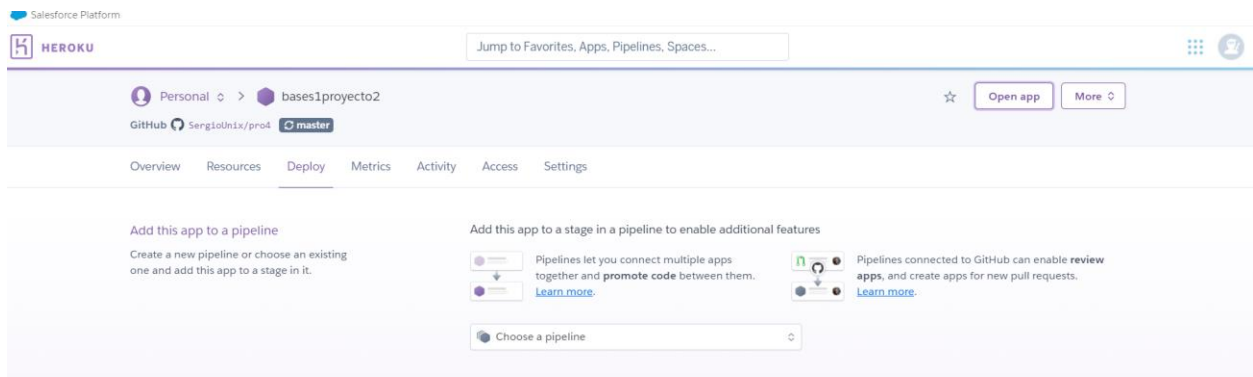 Salesforce Platform
HEROKU
Jump to Favorites, Apps, Pipelines, Spaces...
Personal > bases1proyecto2
Open app
More
GitHub SergioUnix/pro4 master
Overview Resources Deploy Metrics Activity Access Settings
Add this app to a pipeline
Create a new pipeline or choose an existing
one and add this app to a stage in it.
Add this app to a stage in a pipeline to enable additional features
Pipelines let you connect multiple apps
together and promote code between them.
Learn more.
Pipelines connected to GitHub can enable review
apps, and create apps for new pull requests.
Learn more.
Choose a pipeline